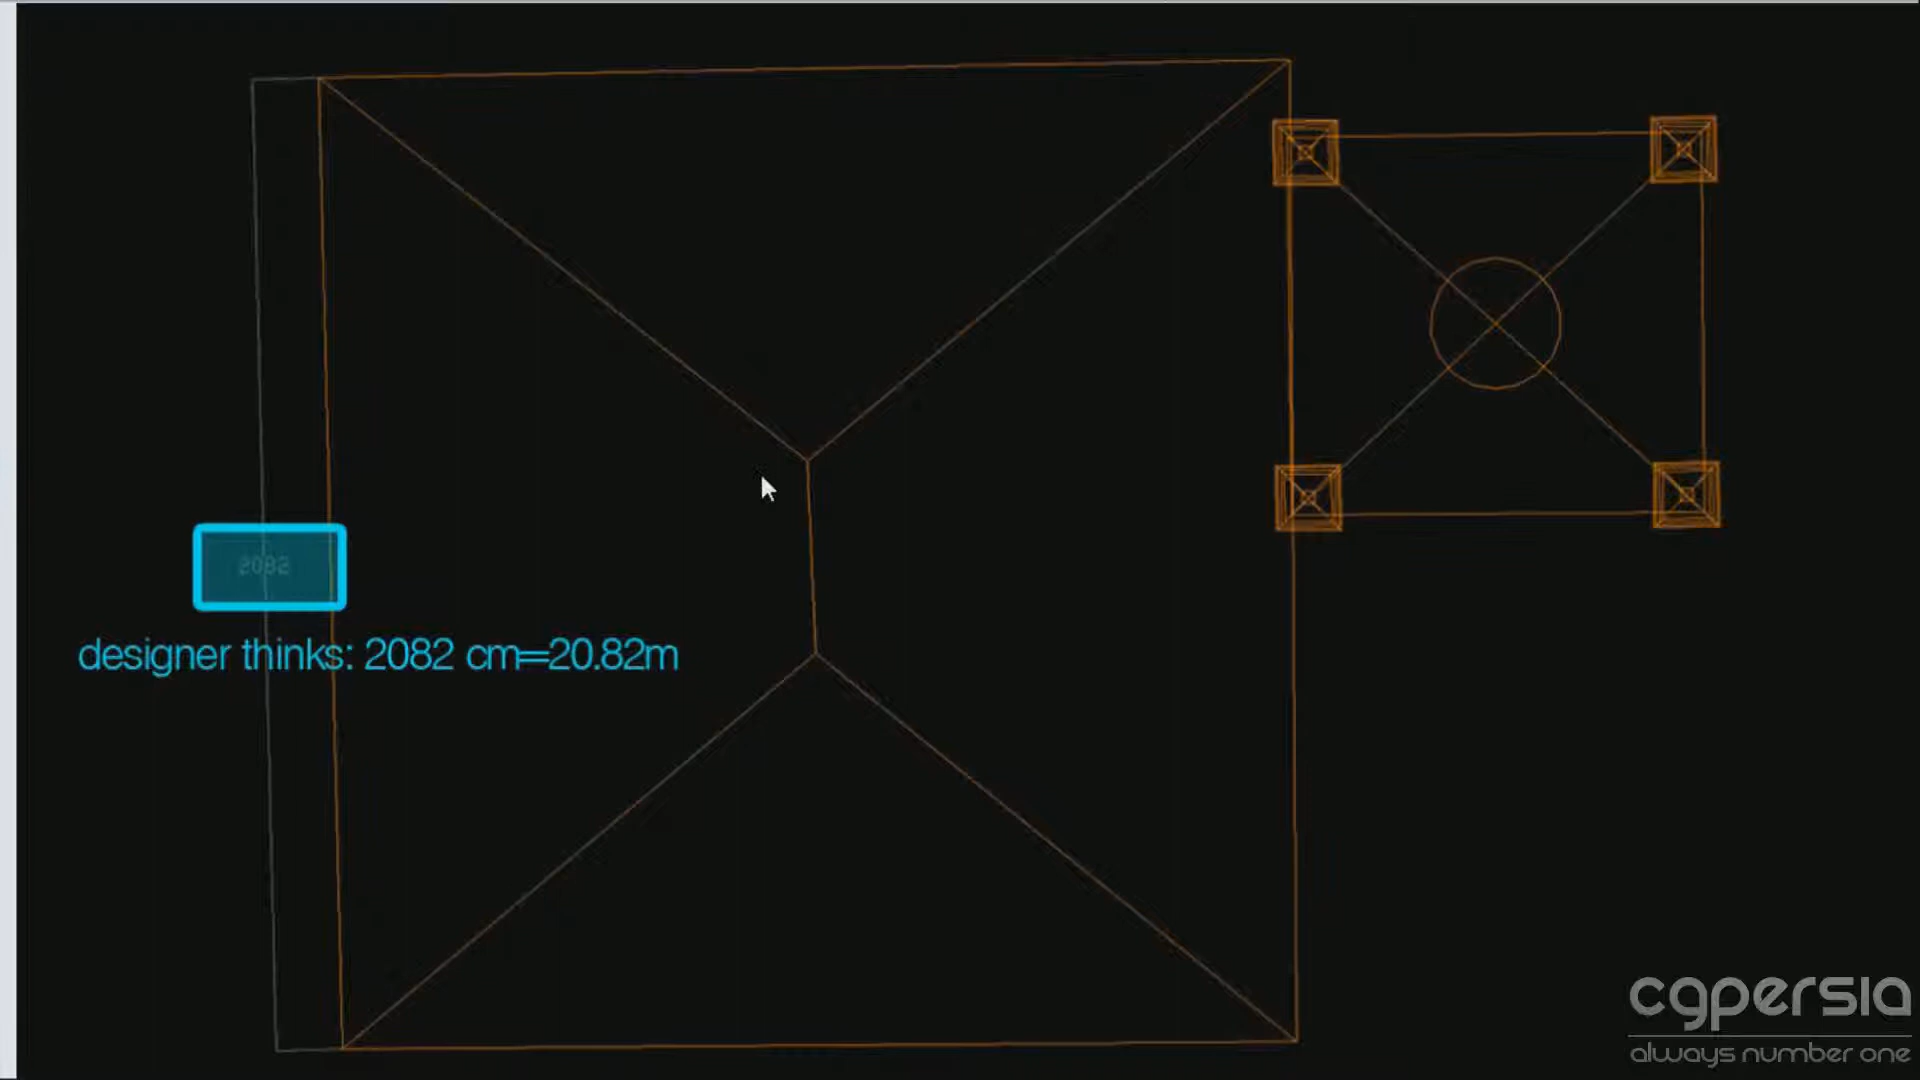 2082
designer thinks: 2082 cm=20.82m
cgpersia
always number one